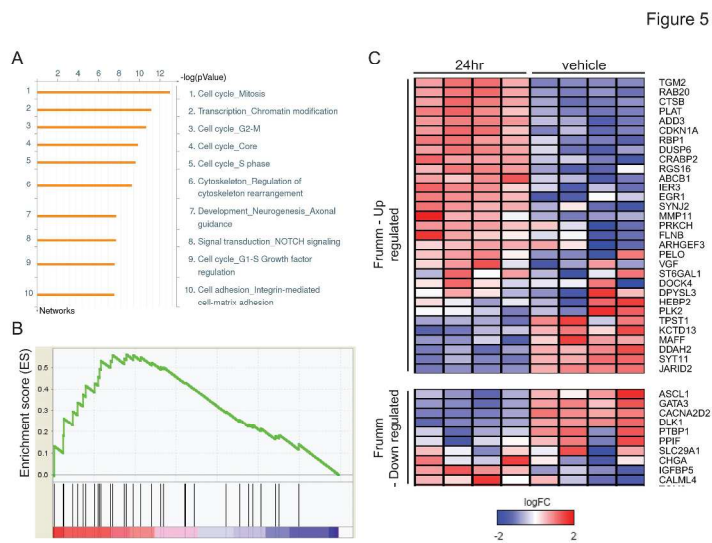 Figure 5
A
2 4 6 8 10 12 -log(pValue)
1 1. Cell cycle_Mitosis
2 2. Transcription_Chromatin modification
3 3. Cell cycle_G2-M
4 4. Cell cycle_Core
5 5. Cell cycle_S phase
6 6. Cytoskeleton_Regulation of
cytoskeleton rearrangement
7 7. Development_Neurogenesis_Axonal
guidance
8 8. Signal transduction_NOTCH signaling
9 9. Cell cycle_G1-S Growth factor
regulation
10 10. Cell adhesion_Integrin-mediated
cell-matrix adhesion
Networks
B
Enrichment score (ES)
0.5
0.4
0.3
0.2
0.1
0.0
C
24hr vehicle
Frumm - Up
regulated
TGM2
RAB20
CTSB
PLAT
ADD3
CDKN1A
RBP1
DUSP6
CRABP2
RGS16
ABCB1
IER3
EGR1
SYNJ2
MMP11
PRKCH
FLNB
ARHGEF3
PELO
VGF
ST6GAL1
DOCK4
DPYSL3
HEBP2
PLK2
TPST1
KCTD13
MAFF
DDAH2
SYT11
JARID2
Frumm
- Down regulated
ASCL1
GATA3
CACNA2D2
DLK1
PTBP1
PPIF
SLC29A1
CHGA
IGFBP5
CALML4
logFC
-2 2